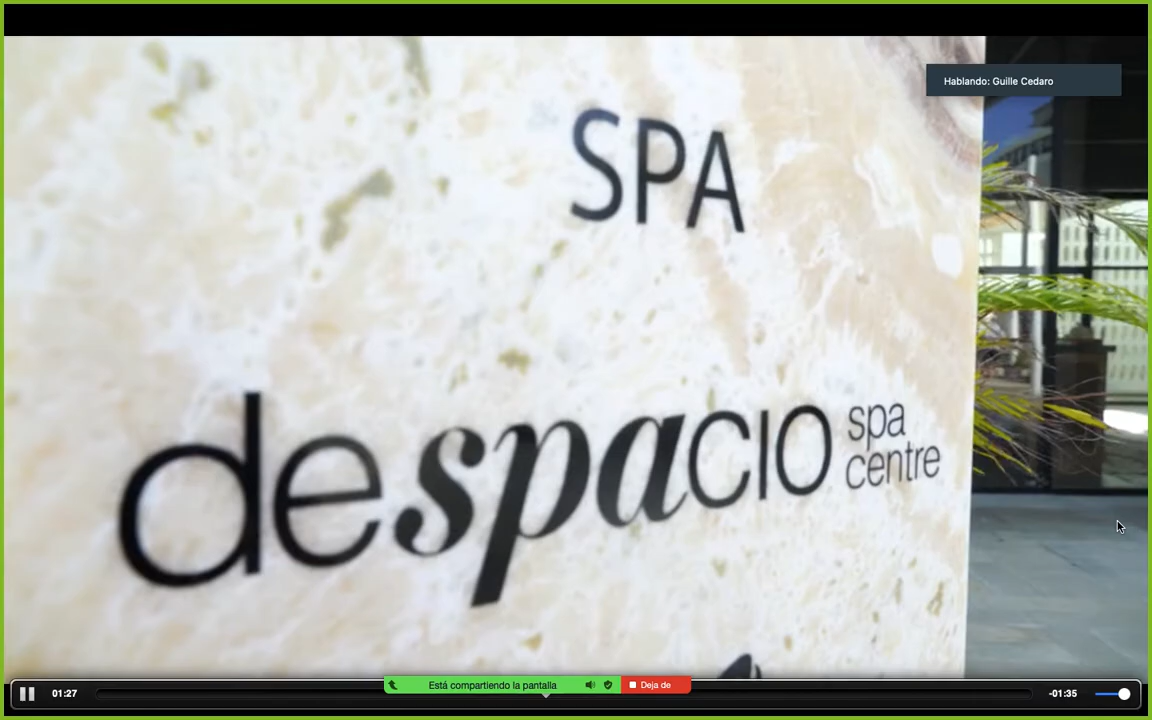 Hablando: Guille Cedaro
SPA
despacio spa
centre
01:27
Está compartiendo la pantalla
Deja de
-01:35